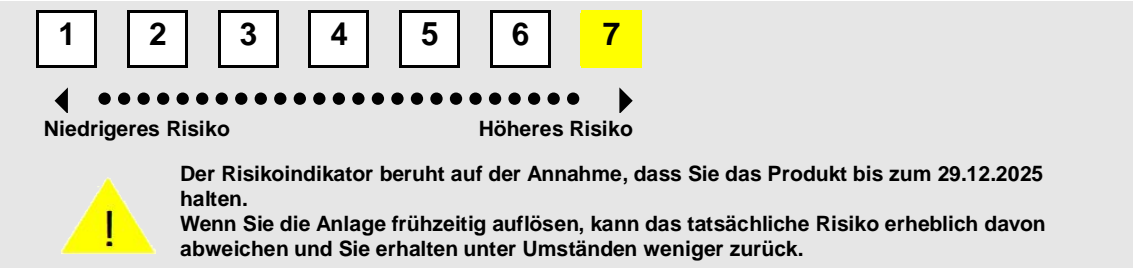 1 2 3 4 5 6 7
Niedrigeres Risiko Höheres Risiko
Der Risikoindikator beruht auf der Annahme, dass Sie das Produkt bis zum 29.12.2025
halten.
Wenn Sie die Anlage frühzeitig auflösen, kann das tatsächliche Risiko erheblich davon
abweichen und Sie erhalten unter Umständen weniger zurück.
!